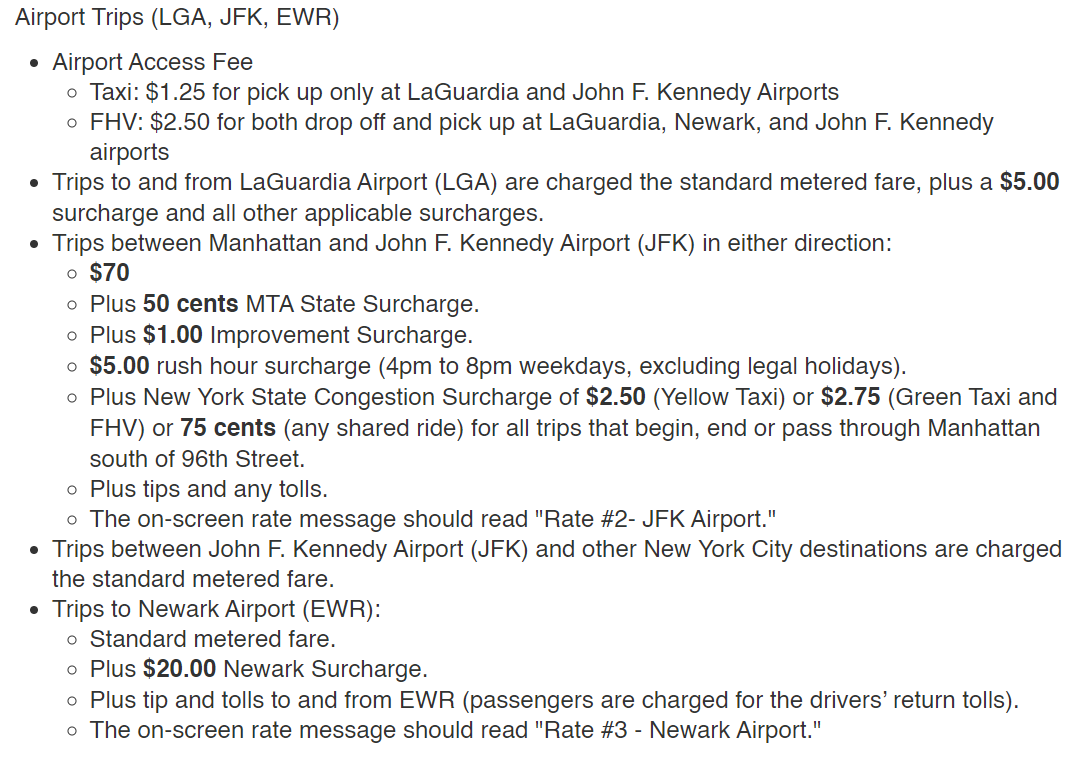 Airport Trips (LGA, JFK, EWR)
• Airport Access Fee
◦ Taxi: $1.25 for pick up only at LaGuardia and John F. Kennedy Airports
◦ FHV: $2.50 for both drop off and pick up at LaGuardia, Newark, and John F. Kennedy
airports
• Trips to and from LaGuardia Airport (LGA) are charged the standard metered fare, plus a $5.00
surcharge and all other applicable surcharges.
• Trips between Manhattan and John F. Kennedy Airport (JFK) in either direction:
◦ $70
◦ Plus 50 cents MTA State Surcharge.
◦ Plus $1.00 Improvement Surcharge.
◦ $5.00 rush hour surcharge (4pm to 8pm weekdays, excluding legal holidays).
◦ Plus New York State Congestion Surcharge of $2.50 (Yellow Taxi) or $2.75 (Green Taxi and
FHV) or 75 cents (any shared ride) for all trips that begin, end or pass through Manhattan
south of 96th Street.
◦ Plus tips and any tolls.
◦ The on-screen rate message should read "Rate #2- JFK Airport."
• Trips between John F. Kennedy Airport (JFK) and other New York City destinations are charged
the standard metered fare.
• Trips to Newark Airport (EWR):
◦ Standard metered fare.
◦ Plus $20.00 Newark Surcharge.
◦ Plus tip and tolls to and from EWR (passengers are charged for the drivers’ return tolls).
◦ The on-screen rate message should read "Rate #3 - Newark Airport."